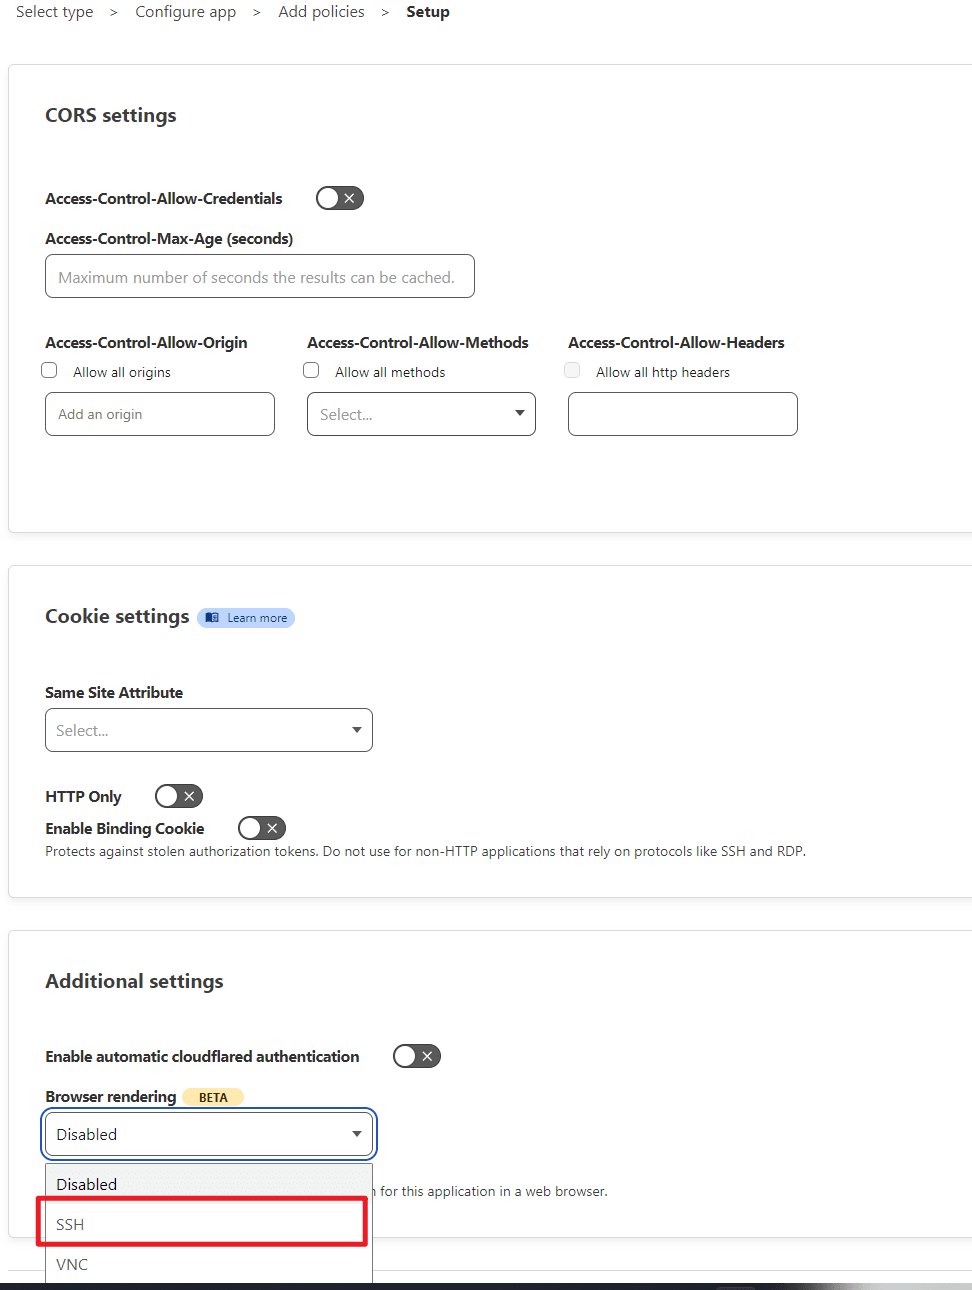 Select type > Configure app > Add policies > Setup
CORS settings
Access-Control-Allow-Credentials
Access-Control-Max-Age (seconds)
Maximum number of seconds the results can be cached.
Access-Control-Allow-Origin Access-Control-Allow-Methods Access-Control-Allow-Headers
Allow all origins Allow all methods Allow all http headers
Add an origin Select...
Cookie settings Learn more
Same Site Attribute
Select...
HTTP Only
Enable Binding Cookie
Protects against stolen authorization tokens. Do not use for non-HTTP applications that rely on protocols like SSH and RDP.
Additional settings
Enable automatic cloudflared authentication
Browser rendering BETA
Disabled
Disabled
for this application in a web browser.
SSH
VNC